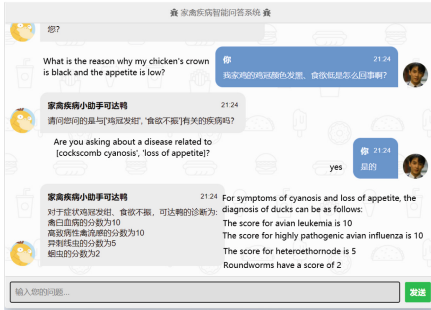 家禽疾病智能问答系统
您?
What is the reason why my chicken's crown
is black and the appetite is low?
你 21:24
我家鸡的鸡冠颜色发黑、食欲低是怎么回事啊?
家禽疾病小助手可达鸭 21:24
请问您问的是与['鸡冠发绀', '食欲不振']有关的疾病吗?
Are you asking about a disease related to
[cockscomb cyanosis', 'loss of appetite]?
你 21:24
yes
是的
家禽疾病小助手可达鸭 21:24
对于症状鸡冠发绀、食欲不振，可达鸭的诊断为:
禽白血病的分数为10
高致病性禽流感的分数为10
异刺线虫的分数为5
蛔虫的分数为2
For symptoms of cyanosis and loss of appetite, the
diagnosis of ducks can be as follows:
The score for avian leukemia is 10
The score for highly pathogenic avian influenza is 10
The score for heteroethornode is 5
Roundworms have a score of 2
输入您的问题...
发送